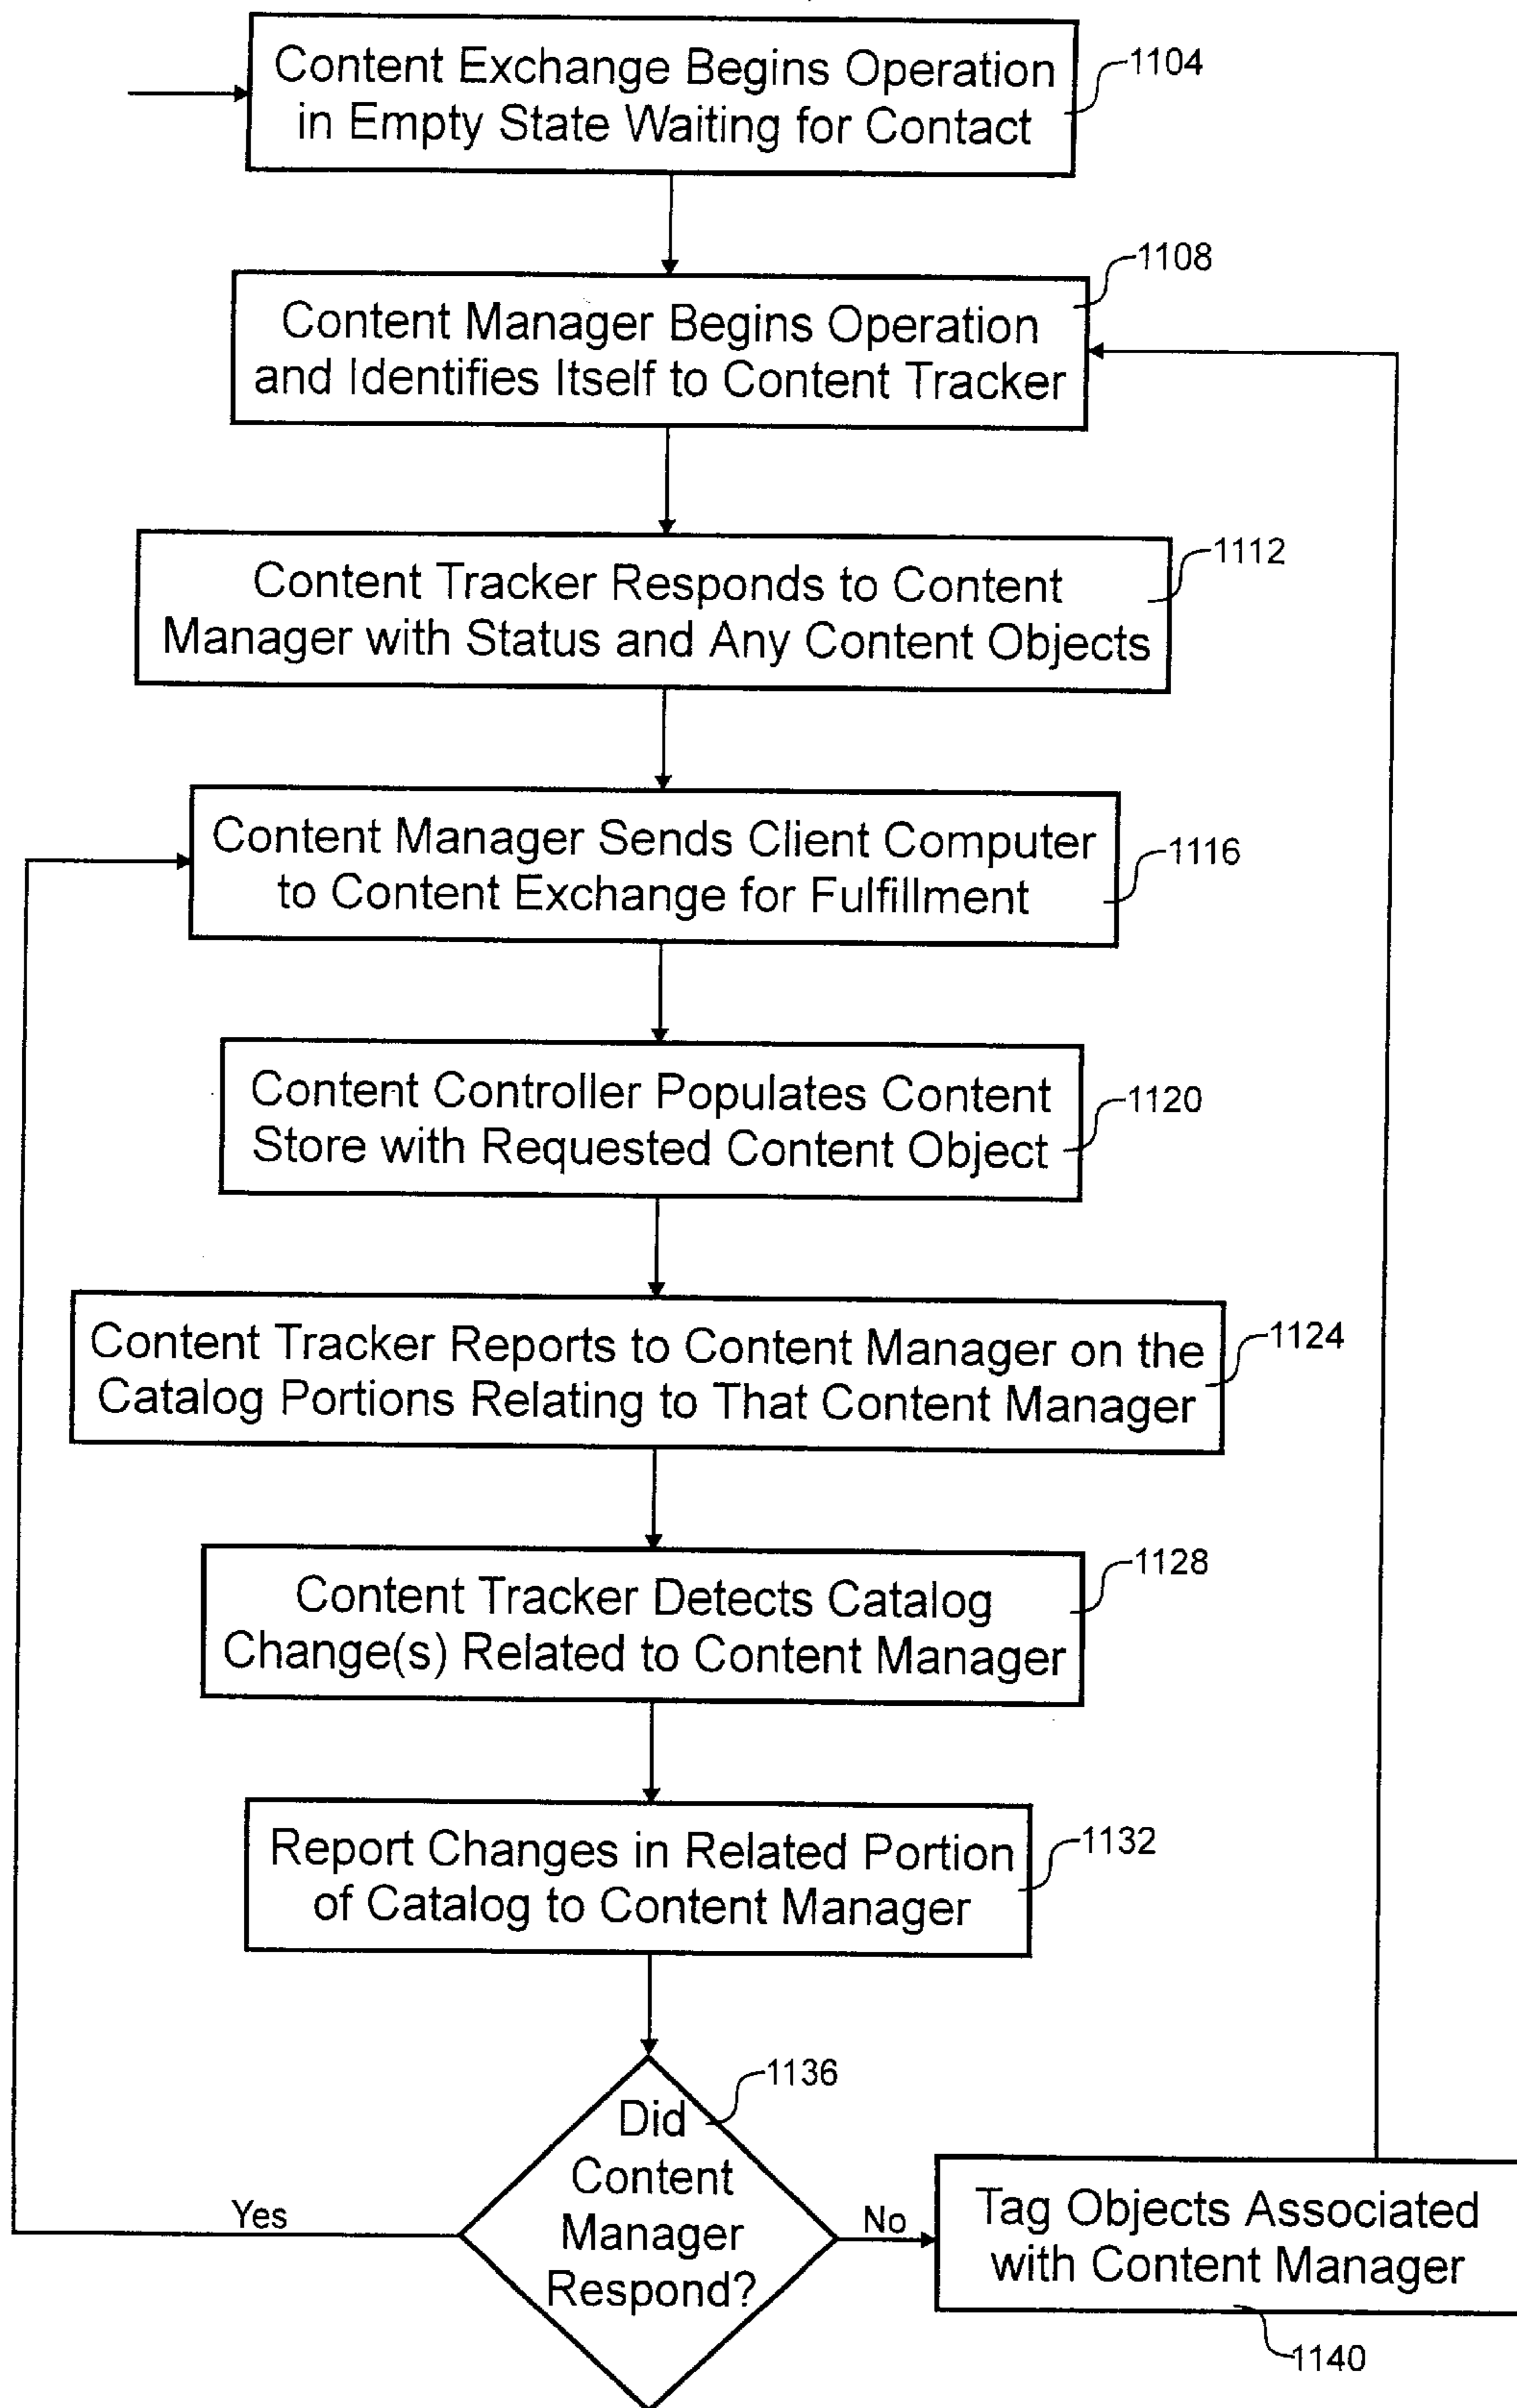 Content Exchange Begins Operation
in Empty State Waiting for Contact
1104
Content Manager Begins Operation
and Identifies Itself to Content Tracker
1108
Content Tracker Responds to Content
Manager with Status and Any Content Objects
1112
Content Manager Sends Client Computer
to Content Exchange for Fulfillment
1116
Content Controller Populates Content
Store with Requested Content Object
1120
Content Tracker Reports to Content Manager on the
Catalog Portions Relating to That Content Manager
1124
Content Tracker Detects Catalog
Change(s) Related to Content Manager
1128
Report Changes in Related Portion
of Catalog to Content Manager
1132
Did
Content
Manager
Respond?
1136
Yes
No
Tag Objects Associated
with Content Manager
1140